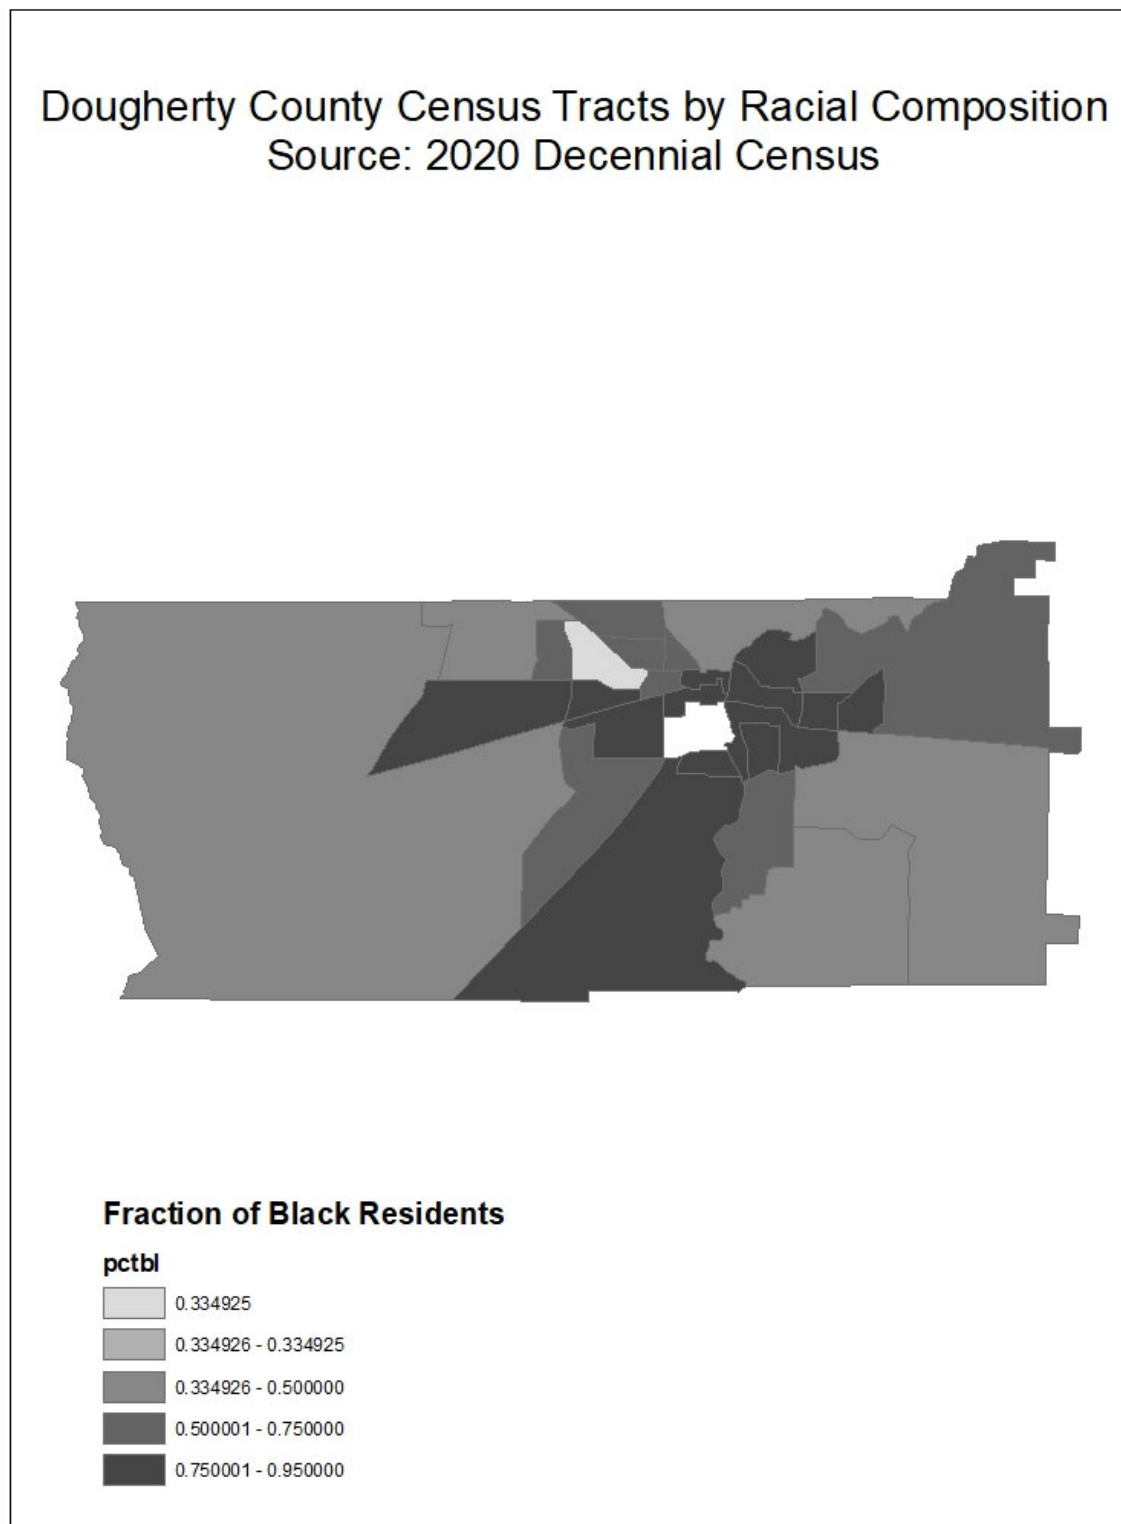 Dougherty County Census Tracts by Racial Composition
Source: 2020 Decennial Census
Fraction of Black Residents
pctbl
0.334925
0.334926 - 0.334925
0.334926 - 0.500000
0.500001 - 0.750000
0.750001 - 0.950000